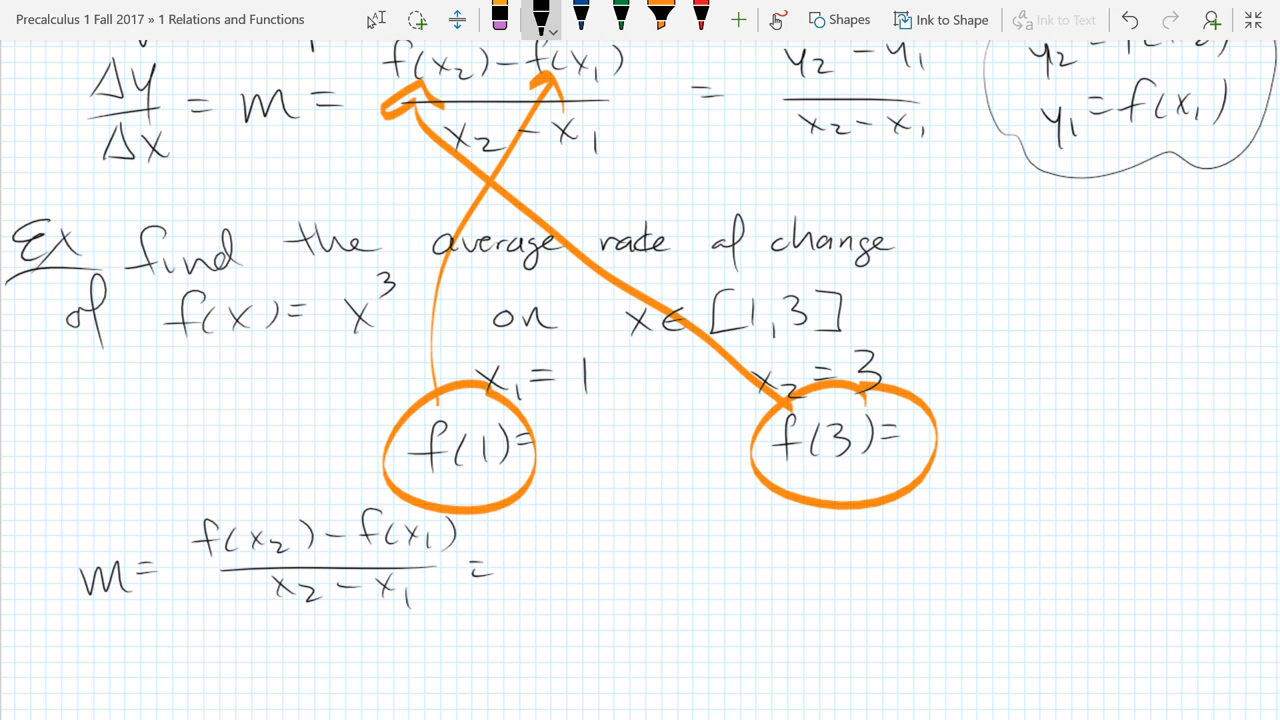 Precalculus 1 Fall 2017 » 1 Relations and Functions
Shapes
Ink to Shape
Ink to Text
Δy/Δx = m = f(x₂) - f(x₁) / x₂ - x₁ = y₂ - y₁ / x₂ - x₁
y₁ = f(x₁)
Ex find the average rate of change
of f(x) = x³ on x ∈ [1, 3]
x₁ = 1 x₂ = 3
f(1) = f(3) =
m = f(x₂) - f(x₁) / x₂ - x₁ =